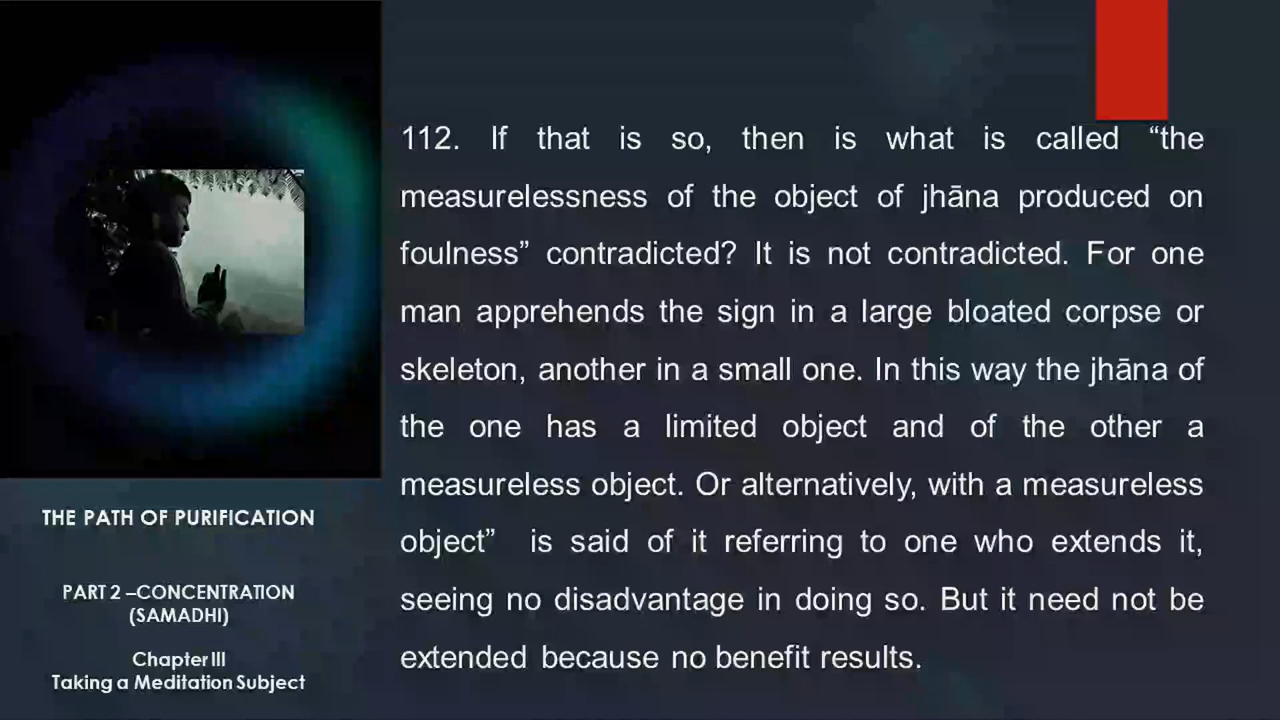 112. If that is so, then is what is called “the
measurelessness of the object of jhāna produced on
foulness” contradicted? It is not contradicted. For one
man apprehends the sign in a large bloated corpse or
skeleton, another in a small one. In this way the jhāna of
the one has a limited object and of the other a
measureless object. Or alternatively, with a measureless
object” is said of it referring to one who extends it,
seeing no disadvantage in doing so. But it need not be
extended because no benefit results.
THE PATH OF PURIFICATION
PART 2 –CONCENTRATION
(SAMADHI)
Chapter III
Taking a Meditation Subject